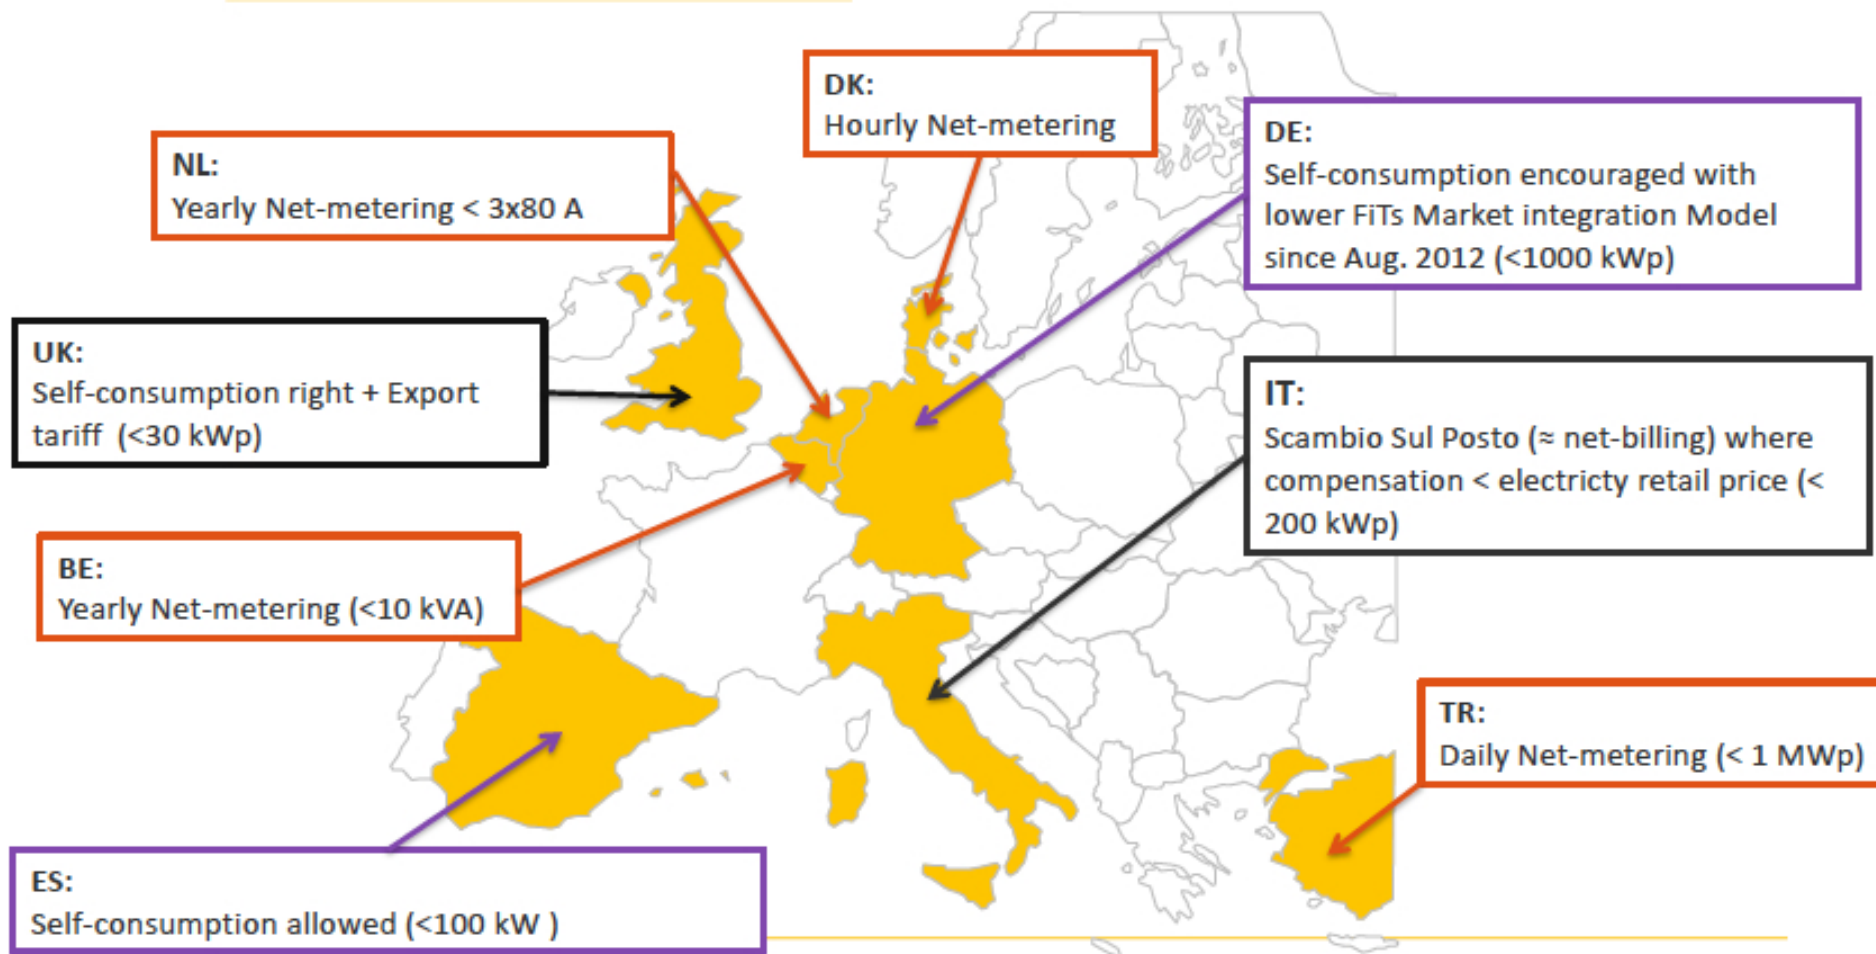 DK:
Hourly Net-metering
NL:
Yearly Net-metering < 3x80 A
DE:
Self-consumption encouraged with
lower FiTs Market integration Model
since Aug. 2012 (<1000 kWp)
UK:
Self-consumption right + Export
tariff (<30 kWp)
IT:
Scambio Sul Posto (≈ net-billing) where
compensation < electricty retail price (<
200 kWp)
BE:
Yearly Net-metering (<10 kVA)
TR:
Daily Net-metering (< 1 MWp)
ES:
Self-consumption allowed (<100 kW )